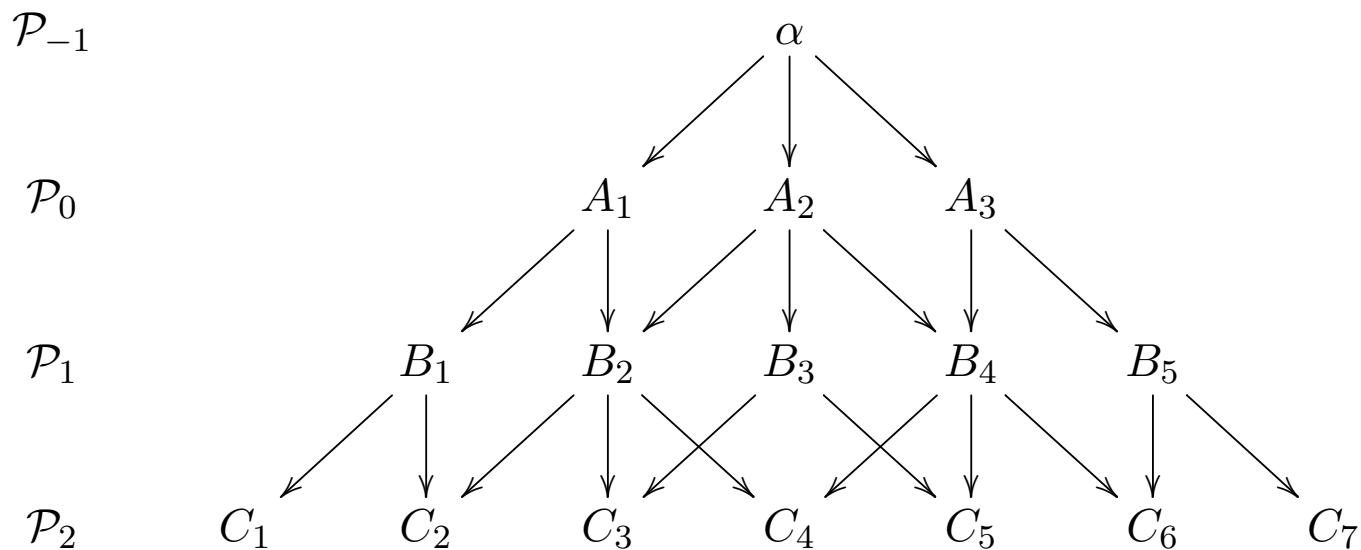 𝒫₋₁ α
𝒫₀ A₁ A₂ A₃
𝒫₁ B₁ B₂ B₃ B₄ B₅
𝒫₂ C₁ C₂ C₃ C₄ C₅ C₆ C₇